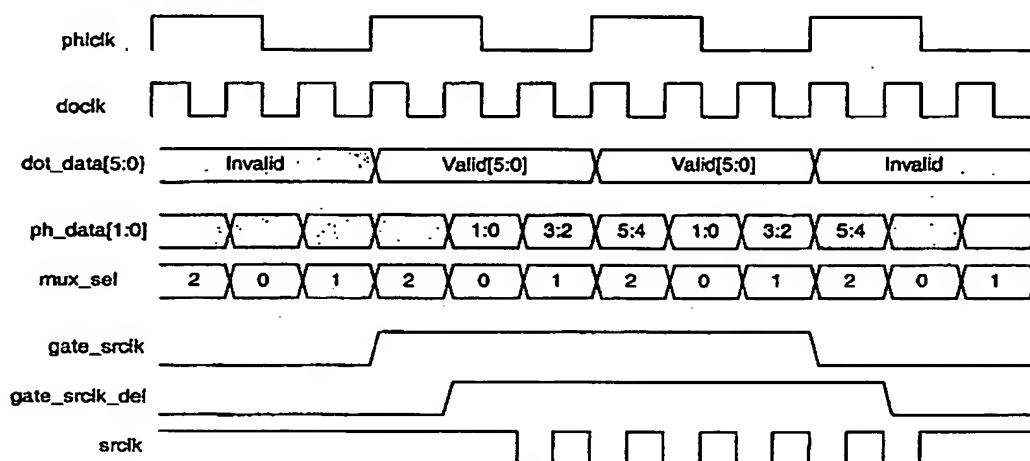 phlclk
doclk
dot_data[5:0] Invalid Valid[5:0] Valid[5:0] Invalid
ph_data[1:0] 1:0 3:2 5:4 1:0 3:2 5:4
mux_sel 2 0 1 2 0 1 2 0 1 2 0 1
gate_srclk
gate_srclk_del
srclk